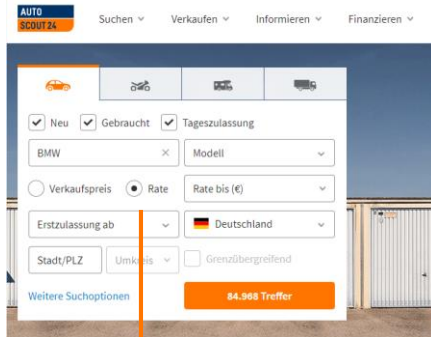 AUTO
SCOUT24
Suchen Verkaufen Informieren Finanzieren
Neu Gebraucht Tageszulassung
BMW Modell
Verkaufspreis Rate Rate bis (€)
Erstzulassung ab Deutschland
Stadt/PLZ Umkreis Grenzübergreifend
Weitere Suchoptionen 84.968 Treffer